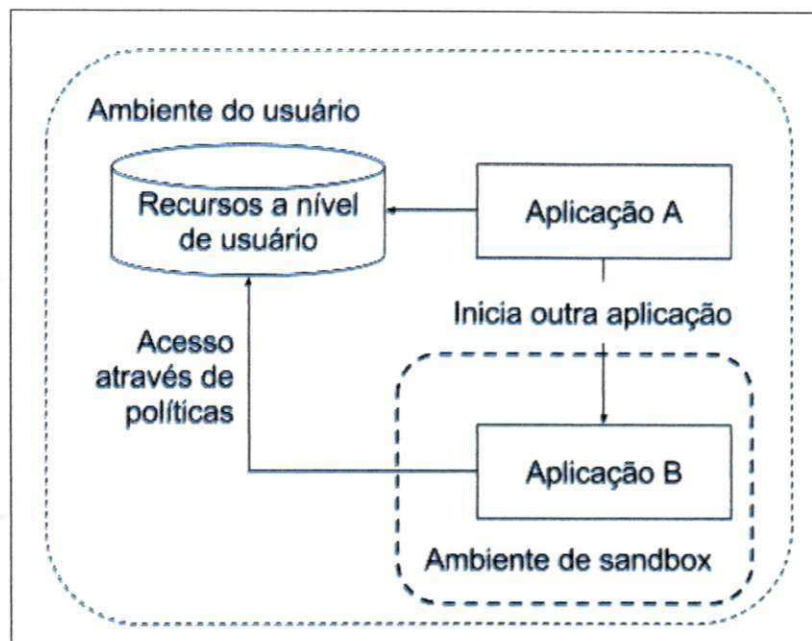 Ambiente do usuário
Recursos a nível
de usuário
Aplicação A
Inicia outra aplicação
Acesso
através de
políticas
Aplicação B
Ambiente de sandbox